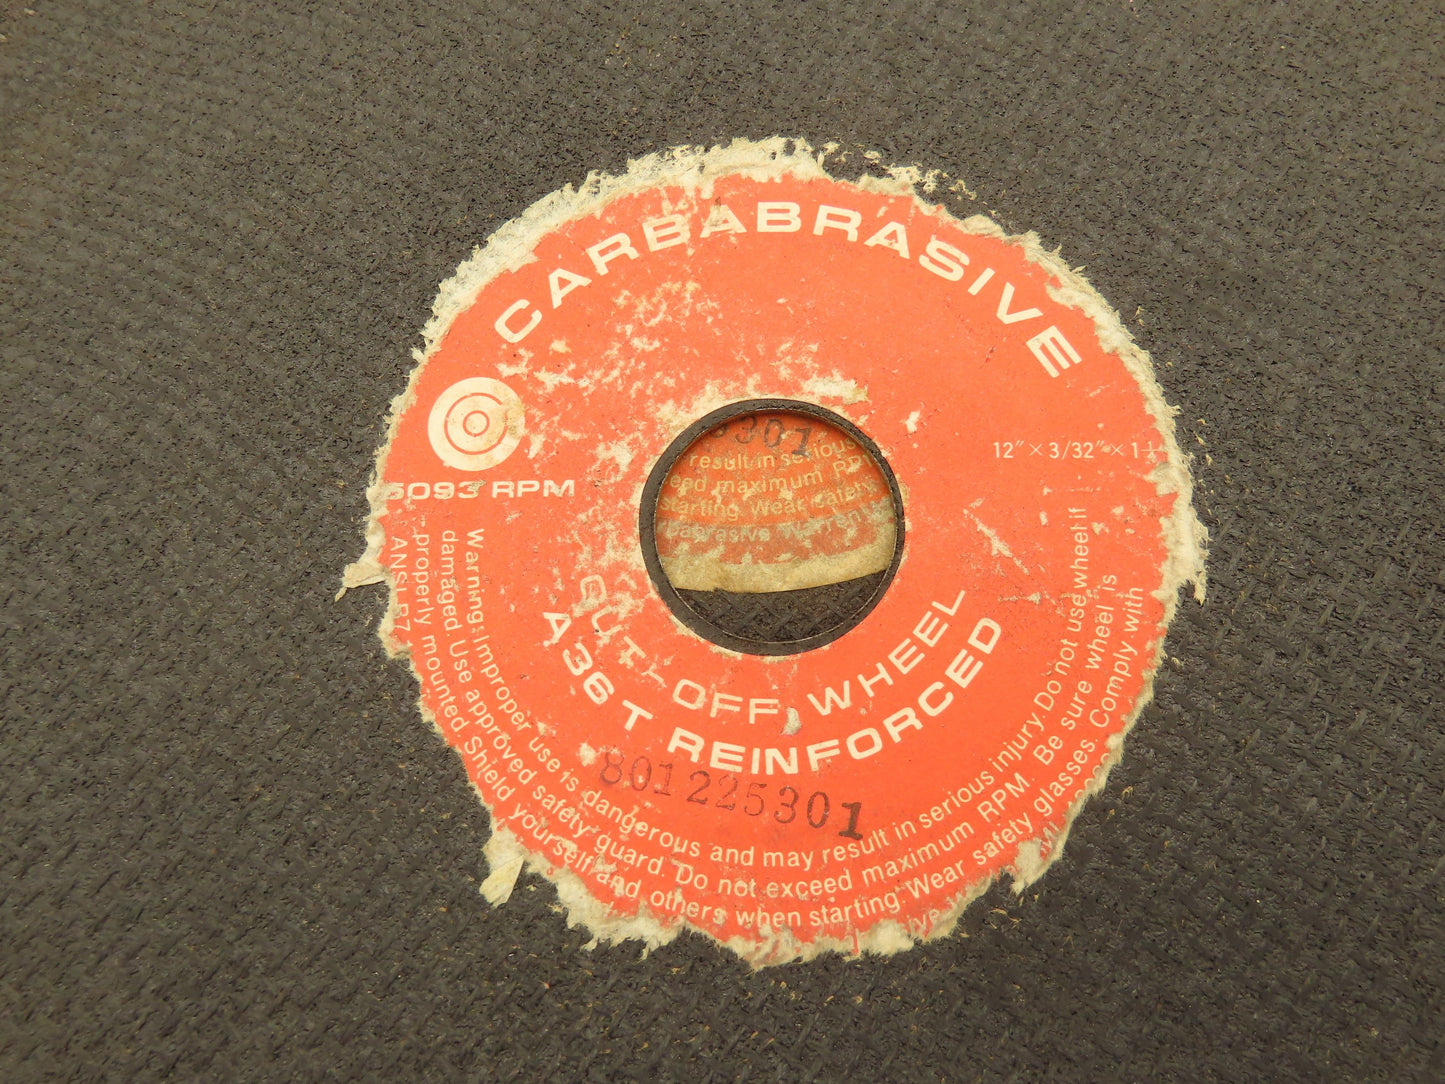 CARBABRASIVE
5093 RPM
12" × 3/32" × 1
CUT-OFF WHEEL
A36T REINFORCED
801225301
Warning: Improper use is dangerous and may result in serious injury. Do not use wheel if
damaged. Use approved safety guard. Do not exceed maximum RPM. Be sure wheel is
properly mounted. Shield yourself and others when starting. Wear safety glasses. Comply with
ANSI B7
5301
result in serious
eed maximum RP
starting. Wear safety